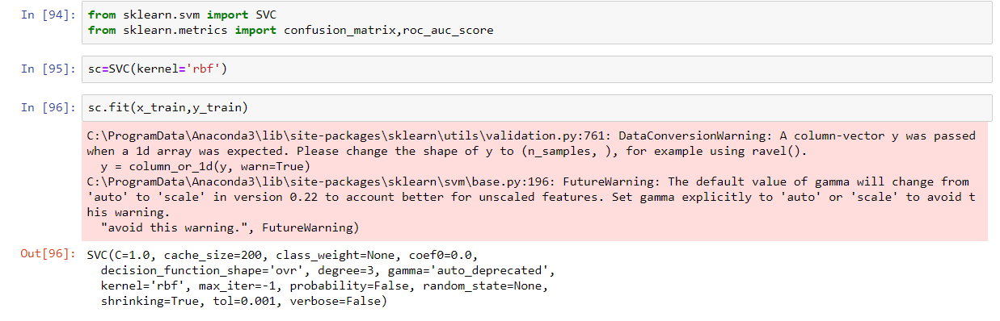 In [94]: from sklearn.svm import SVC
from sklearn.metrics import confusion_matrix,roc_auc_score
In [95]: sc=SVC(kernel='rbf')
In [96]: sc.fit(x_train,y_train)
C:\ProgramData\Anaconda3\lib\site-packages\sklearn\utils\validation.py:761: DataConversionWarning: A column-vector y was passed
when a 1d array was expected. Please change the shape of y to (n_samples, ), for example using ravel().
  y = column_or_1d(y, warn=True)
C:\ProgramData\Anaconda3\lib\site-packages\sklearn\svm\base.py:196: FutureWarning: The default value of gamma will change from
'auto' to 'scale' in version 0.22 to account better for unscaled features. Set gamma explicitly to 'auto' or 'scale' to avoid t
his warning.
  "avoid this warning.", FutureWarning)
Out[96]: SVC(C=1.0, cache_size=200, class_weight=None, coef0=0.0,
  decision_function_shape='ovr', degree=3, gamma='auto_deprecated',
  kernel='rbf', max_iter=-1, probability=False, random_state=None,
  shrinking=True, tol=0.001, verbose=False)